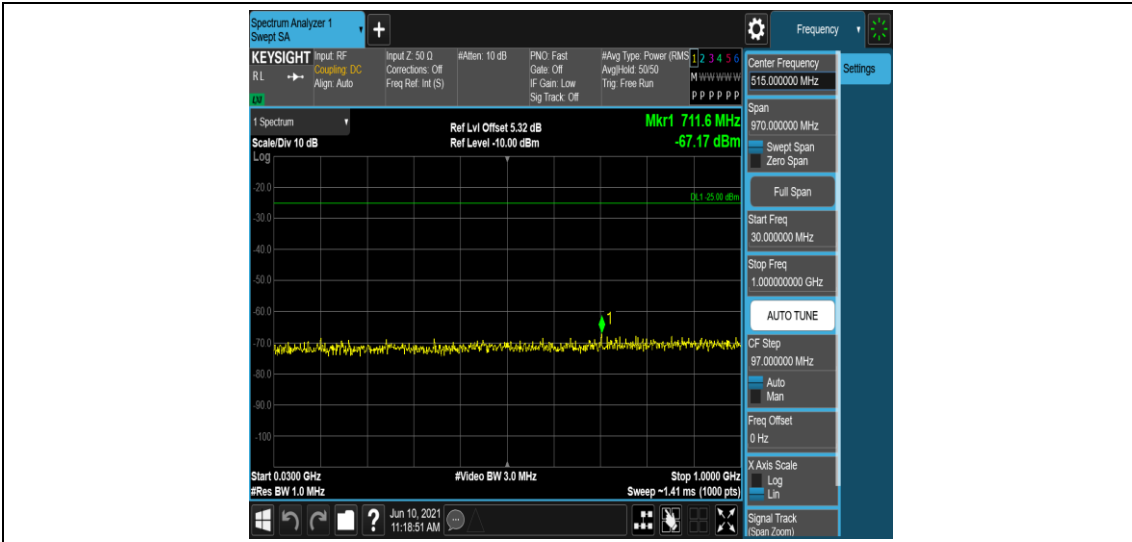 Spectrum Analyzer 1
Swept SA
+
Frequency
KEYSIGHT
RL
LXI
Input: RF
Coupling: DC
Align: Auto
Input Z: 50 Ω
Corrections: Off
Freq Ref: Int (S)
#Atten: 10 dB
PNO: Fast
Gate: Off
IF Gain: Low
Sig Track: Off
#Avg Type: Power (RMS
Avg|Hold: 50/50
Trig: Free Run
1 2 3 4 5 6
M W W W W W
P P P P P P
1 Spectrum
Scale/Div 10 dB
Ref Lvl Offset 5.32 dB
Ref Level -10.00 dBm
Mkr1 711.6 MHz
-67.17 dBm
Log
-20.0
DL1 -25.00 dBm
-30.0
-40.0
-50.0
-60.0
1
-70.0
-80.0
-90.0
-100
Start 0.0300 GHz
#Res BW 1.0 MHz
#Video BW 3.0 MHz
Stop 1.0000 GHz
Sweep ~1.41 ms (1000 pts)
?
Jun 10, 2021
11:18:51 AM
Center Frequency
515.000000 MHz
Span
970.000000 MHz
Swept Span
Zero Span
Full Span
Start Freq
30.000000 MHz
Stop Freq
1.000000000 GHz
AUTO TUNE
CF Step
97.000000 MHz
Auto
Man
Freq Offset
0 Hz
X Axis Scale
Log
Lin
Signal Track
(Span Zoom)
Settings